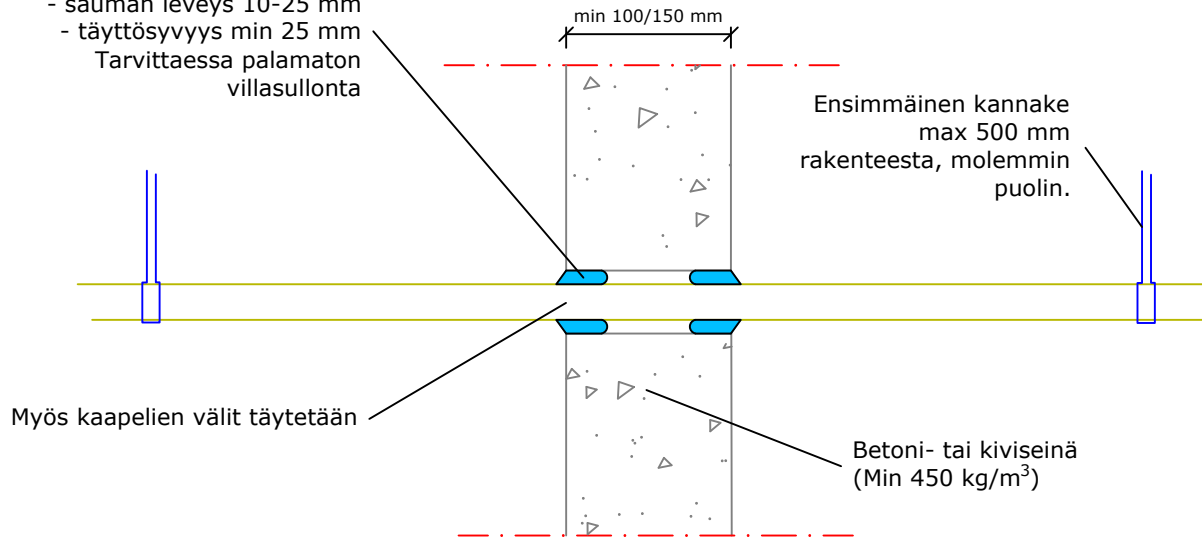 - sauman leveys 10-25 mm
- täyttösyvyys min 25 mm
Tarvittaessa palamaton
villasullonta
min 100/150 mm
Ensimmäinen kannake
max 500 mm
rakenteesta, molemmin
puolin.
Myös kaapelien välit täytetään
Betoni- tai kiviseinä
(Min 450 kg/m³)